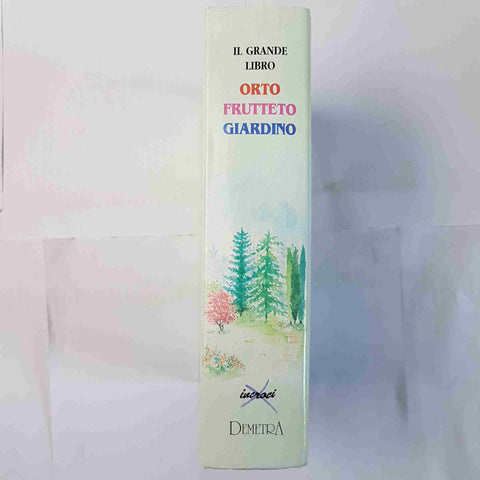 IL GRANDE
LIBRO
ORTO
FRUTTETO
GIARDINO
incroci
DEMETRA